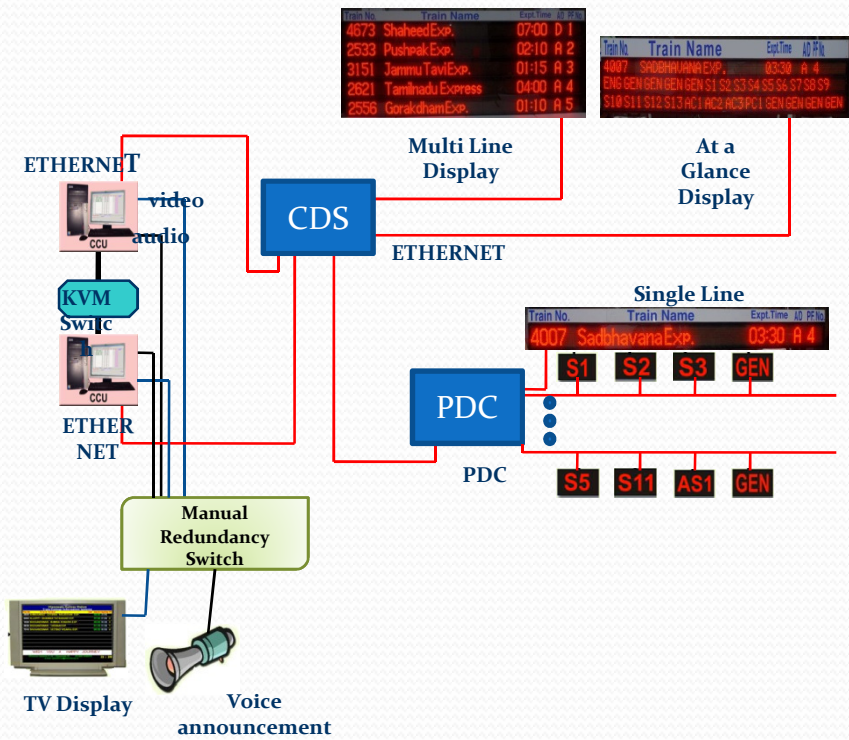 Train No. Train Name Expt.Time AD PF No.
4673 Shaheed Exp. 07:00 D 1
2533 Pushpak Exp. 02:10 A 2
3151 Jammu Tavi Exp. 01:15 A 3
2621 Tamilnadu Express 04:00 A 4
2556 Gorakdham Exp. 01:10 A 5
Train No. Train Name Expt.Time AD PF No.
4007 SADBHAVANA EXP. 03:30 A 4
ENG GEN GEN GEN GEN S1 S2 S3 S4 S5 S6 S7 S8 S9
S10 S11 S12 S13 AC1 AC2 AC3 PC1 GEN GEN GEN GEN
Multi Line
Display
At a
Glance
Display
ETHERNET
video
audio
CCU
KVM
Switc
h
CCU
ETHER
NET
CDS
ETHERNET
Single Line
Train No. Train Name Expt.Time AD PF No.
4007 Sadbhavana Exp. 03:30 A 4
S1 S2 S3 GEN
PDC
PDC
S5 S11 AS1 GEN
Manual
Redundancy
Switch
TV Display
Voice
announcement